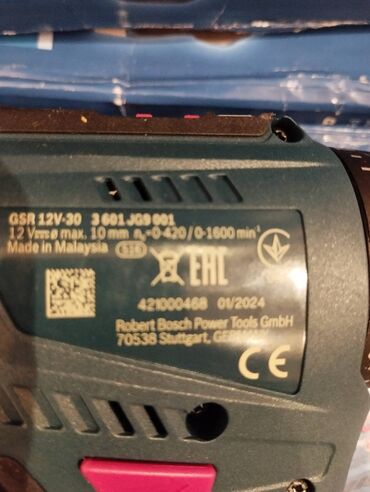 GSR 12V-30 3 601 JG9 001
12 V⎓ ⌀ max. 10 mm n₀=0-420/0-1600 min⁻¹
Made in Malaysia
EAC
421000468 01/2024
Robert Bosch Power Tools GmbH
70538 Stuttgart,
CE